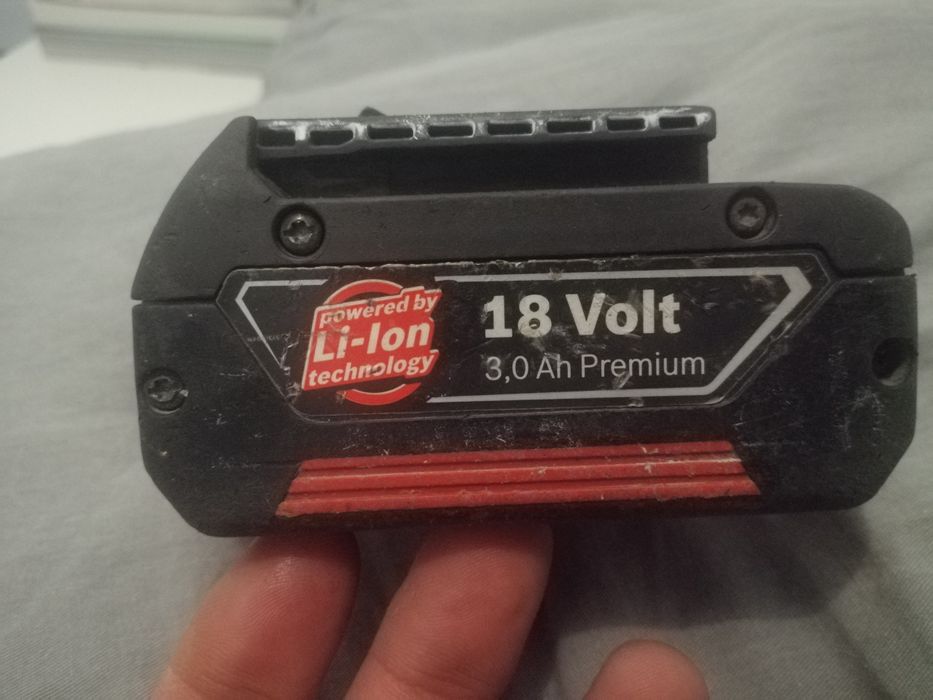 powered by
Li-Ion
technology
18 Volt
3,0 Ah Premium